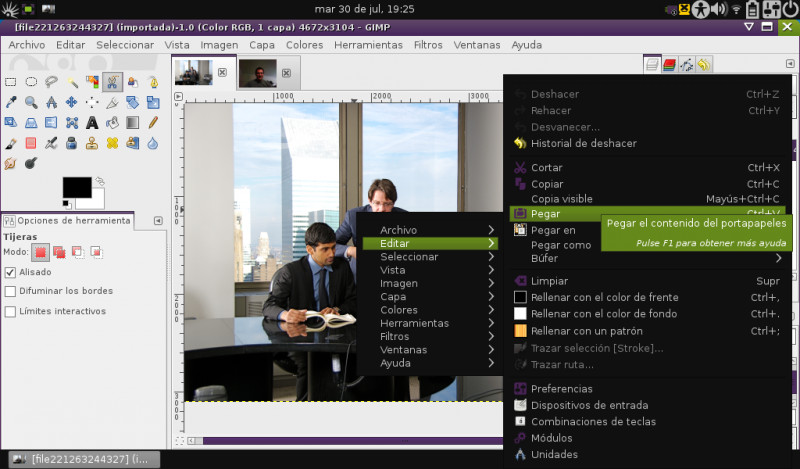 mar 30 de jul, 19:25
[file221263244327] (importada)-1.0 (Color RGB, 1 capa) 4672x3104 – GIMP
Archivo Editar Seleccionar Vista Imagen Capa Colores Herramientas Filtros Ventanas Ayuda
1000 2000 3000
Opciones de herramienta
Tijeras
Modo:
Alisado
Difuminar los bordes
Límites interactivos
0
2000
3000
Archivo
Editar
Seleccionar
Vista
Imagen
Capa
Colores
Herramientas
Filtros
Ventanas
Ayuda
Deshacer Ctrl+Z
Rehacer Ctrl+Y
Desvanecer...
Historial de deshacer
Cortar Ctrl+X
Copiar Ctrl+C
Copia visible Mayús+Ctrl+C
Pegar Ctrl+V
Pegar en
Pegar como
Búfer
Pegar el contenido del portapapeles
Pulse F1 para obtener más ayuda
Limpiar Supr
Rellenar con el color de frente Ctrl+,
Rellenar con el color de fondo Ctrl+.
Rellenar con un patrón Ctrl+;
Trazar selección [Stroke]...
Trazar ruta...
Preferencias
Dispositivos de entrada
Combinaciones de teclas
Módulos
Unidades
[file221263244327] (i...